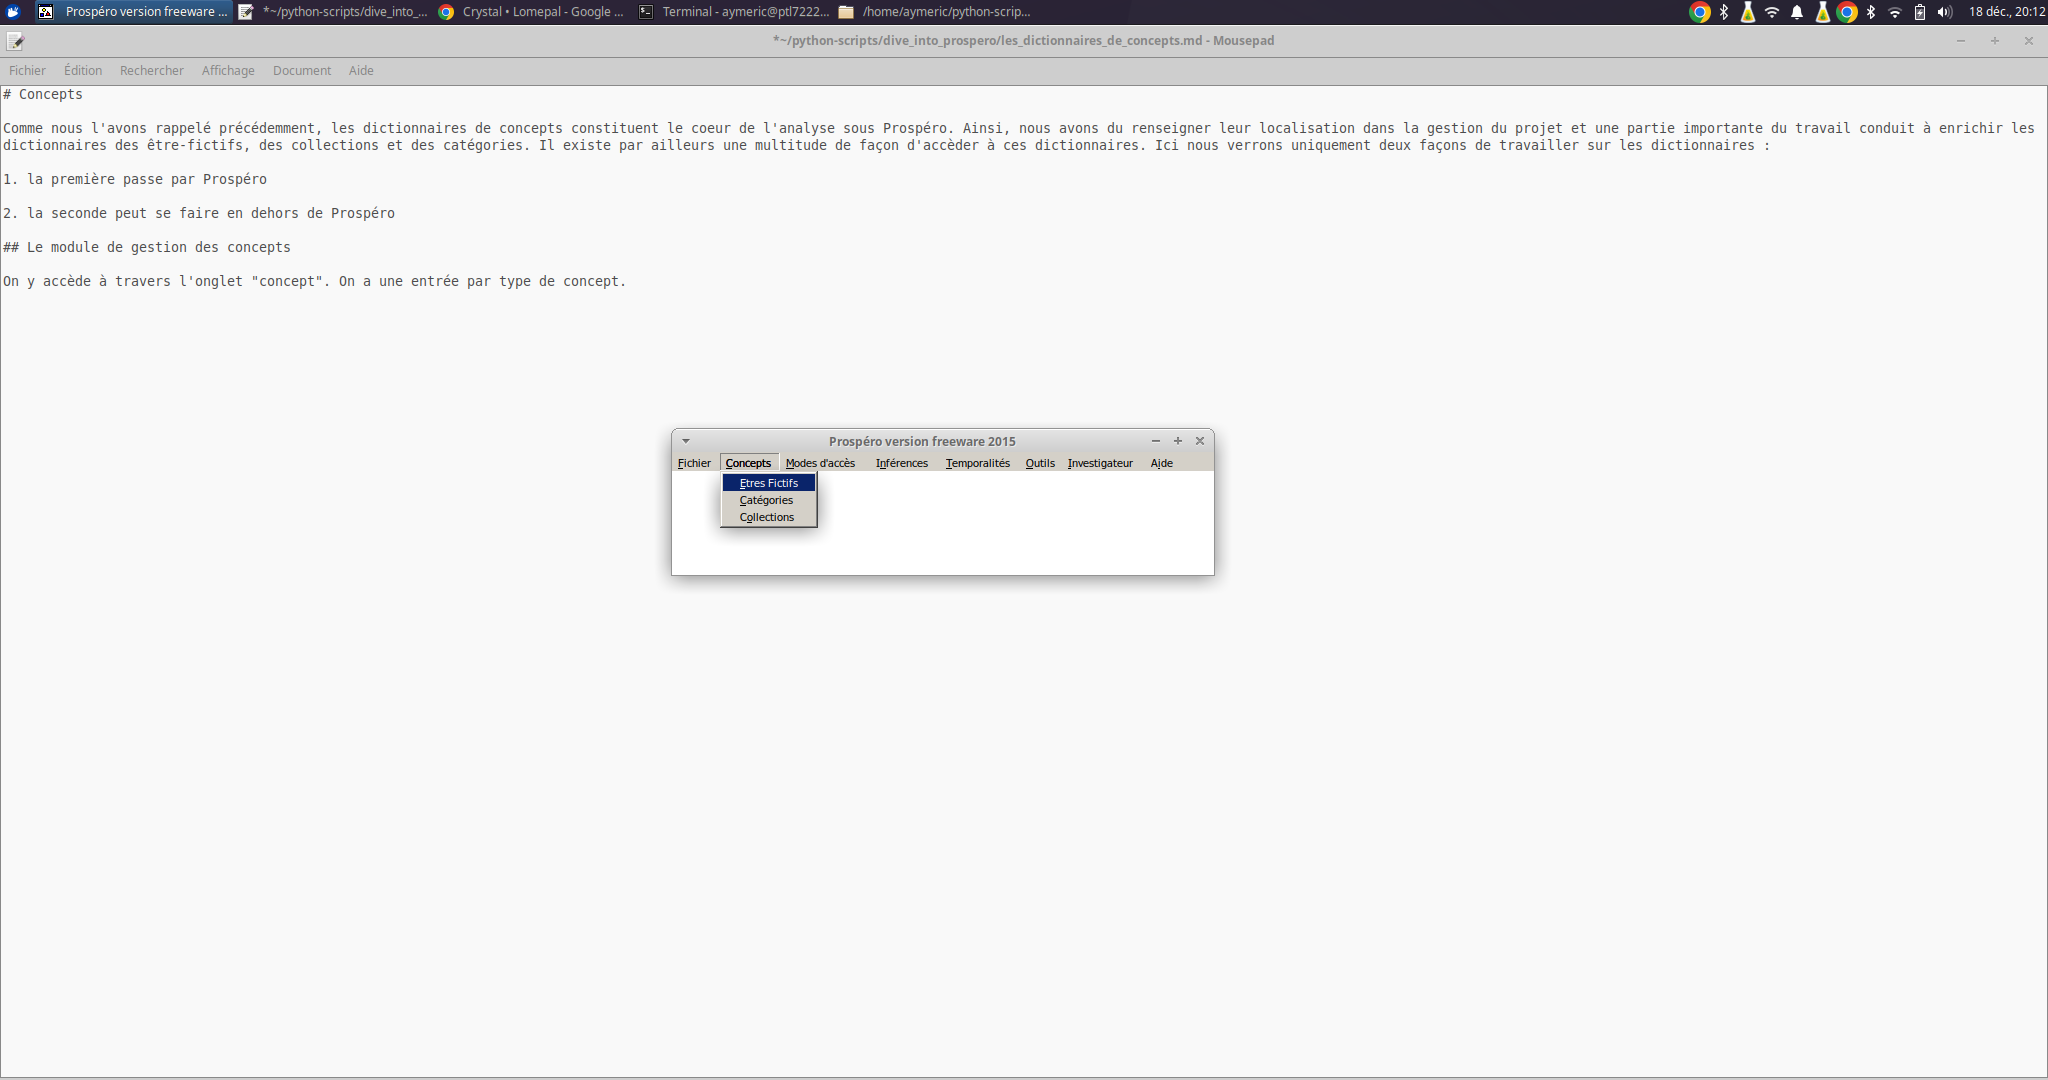 Prospéro version freeware ... *~/python-scripts/dive_into_... Crystal • Lomepal - Google ... Terminal - aymeric@ptl7222... /home/aymeric/python-scrip... 18 déc., 20:12
*~/python-scripts/dive_into_prospero/les_dictionnaires_de_concepts.md - Mousepad
Fichier Édition Rechercher Affichage Document Aide
# Concepts
Comme nous l'avons rappelé précédemment, les dictionnaires de concepts constituent le coeur de l'analyse sous Prospéro. Ainsi, nous avons du renseigner leur localisation dans la gestion du projet et une partie importante du travail conduit à enrichir les
dictionnaires des être-fictifs, des collections et des catégories. Il existe par ailleurs une multitude de façon d'accèder à ces dictionnaires. Ici nous verrons uniquement deux façons de travailler sur les dictionnaires :
1. la première passe par Prospéro
2. la seconde peut se faire en dehors de Prospéro
## Le module de gestion des concepts
On y accède à travers l'onglet "concept". On a une entrée par type de concept.
Prospéro version freeware 2015
Fichier Concepts Modes d'accès Inférences Temporalités Outils Investigateur Aide
Etres Fictifs
Catégories
Collections